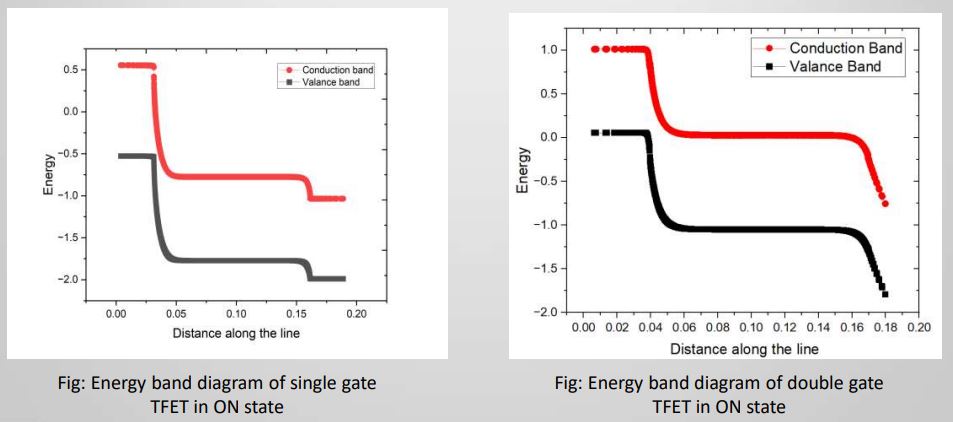 Conduction band
Valance band
0.5
0.0
−0.5
−1.0
−1.5
−2.0
Energy
0.00
0.05
0.10
0.15
0.20
Distance along the line
Fig: Energy band diagram of single gate
TFET in ON state
Conduction Band
Valance Band
1.0
0.5
0.0
−0.5
−1.0
−1.5
−2.0
Energy
0.00
0.02
0.04
0.06
0.08
0.10
0.12
0.14
0.16
0.18
0.20
Distance along the line
Fig: Energy band diagram of double gate
TFET in ON state